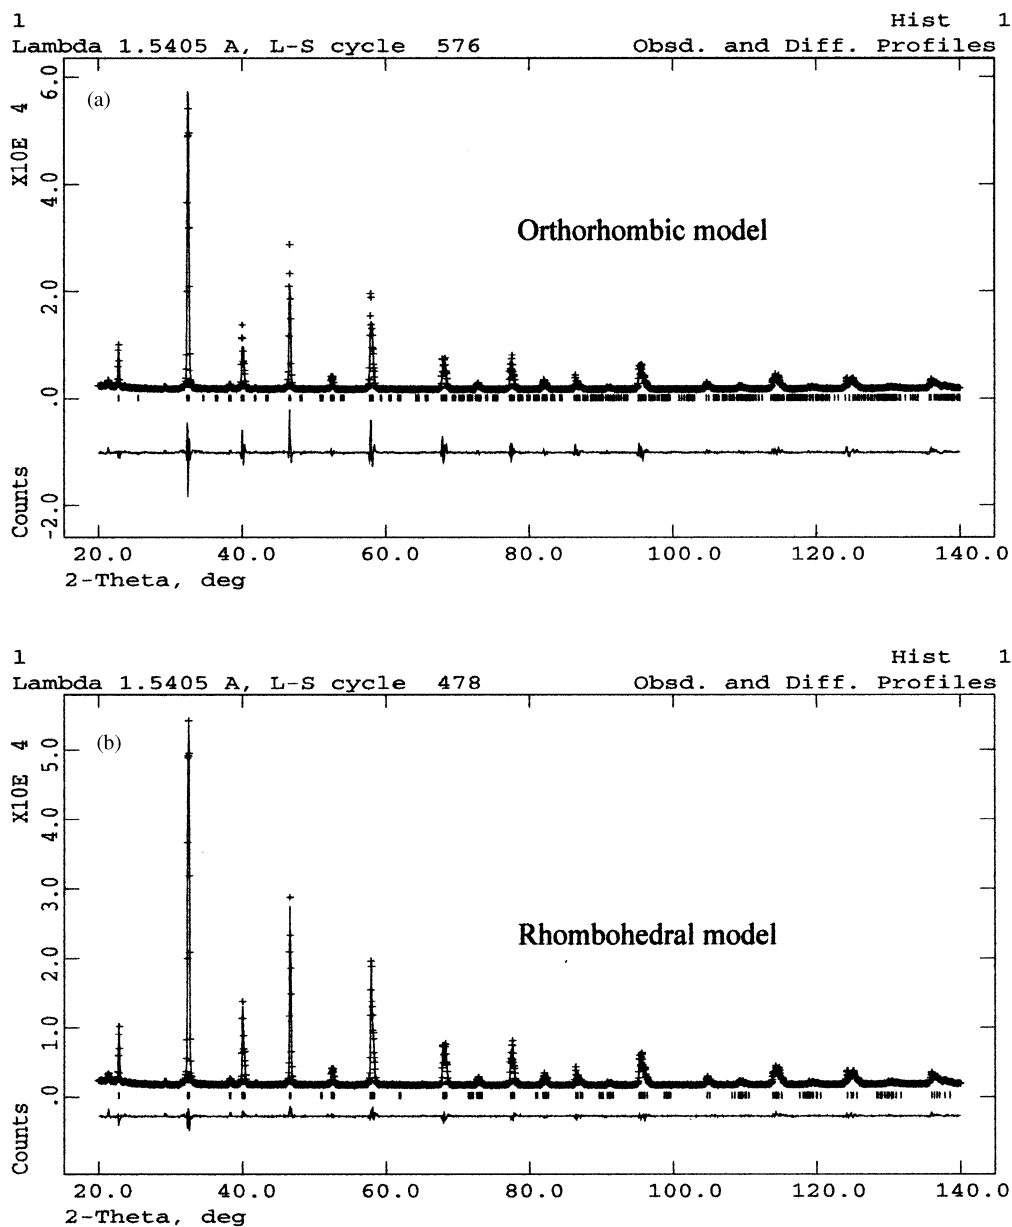 1 Hist 1
Lambda 1.5405 A, L-S cycle 576 Obsd. and Diff. Profiles
(a)
X10E 4
Counts
6.0
4.0
2.0
.0
-2.0
Orthorhombic model
20.0 40.0 60.0 80.0 100.0 120.0 140.0
2-Theta, deg
1 Hist 1
Lambda 1.5405 A, L-S cycle 478 Obsd. and Diff. Profiles
(b)
X10E 4
Counts
5.0
4.0
3.0
2.0
1.0
.0
Rhombohedral model
20.0 40.0 60.0 80.0 100.0 120.0 140.0
2-Theta, deg